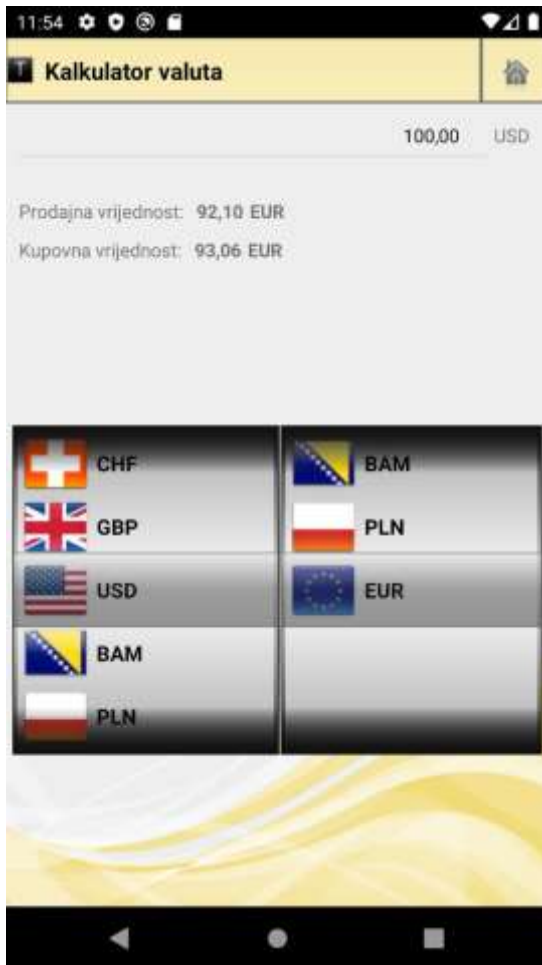 11:54
T Kalkulator valuta
100,00 USD
Prodajna vrijednost: 92,10 EUR
Kupovna vrijednost: 93,06 EUR
CHF BAM
GBP PLN
USD EUR
BAM
PLN